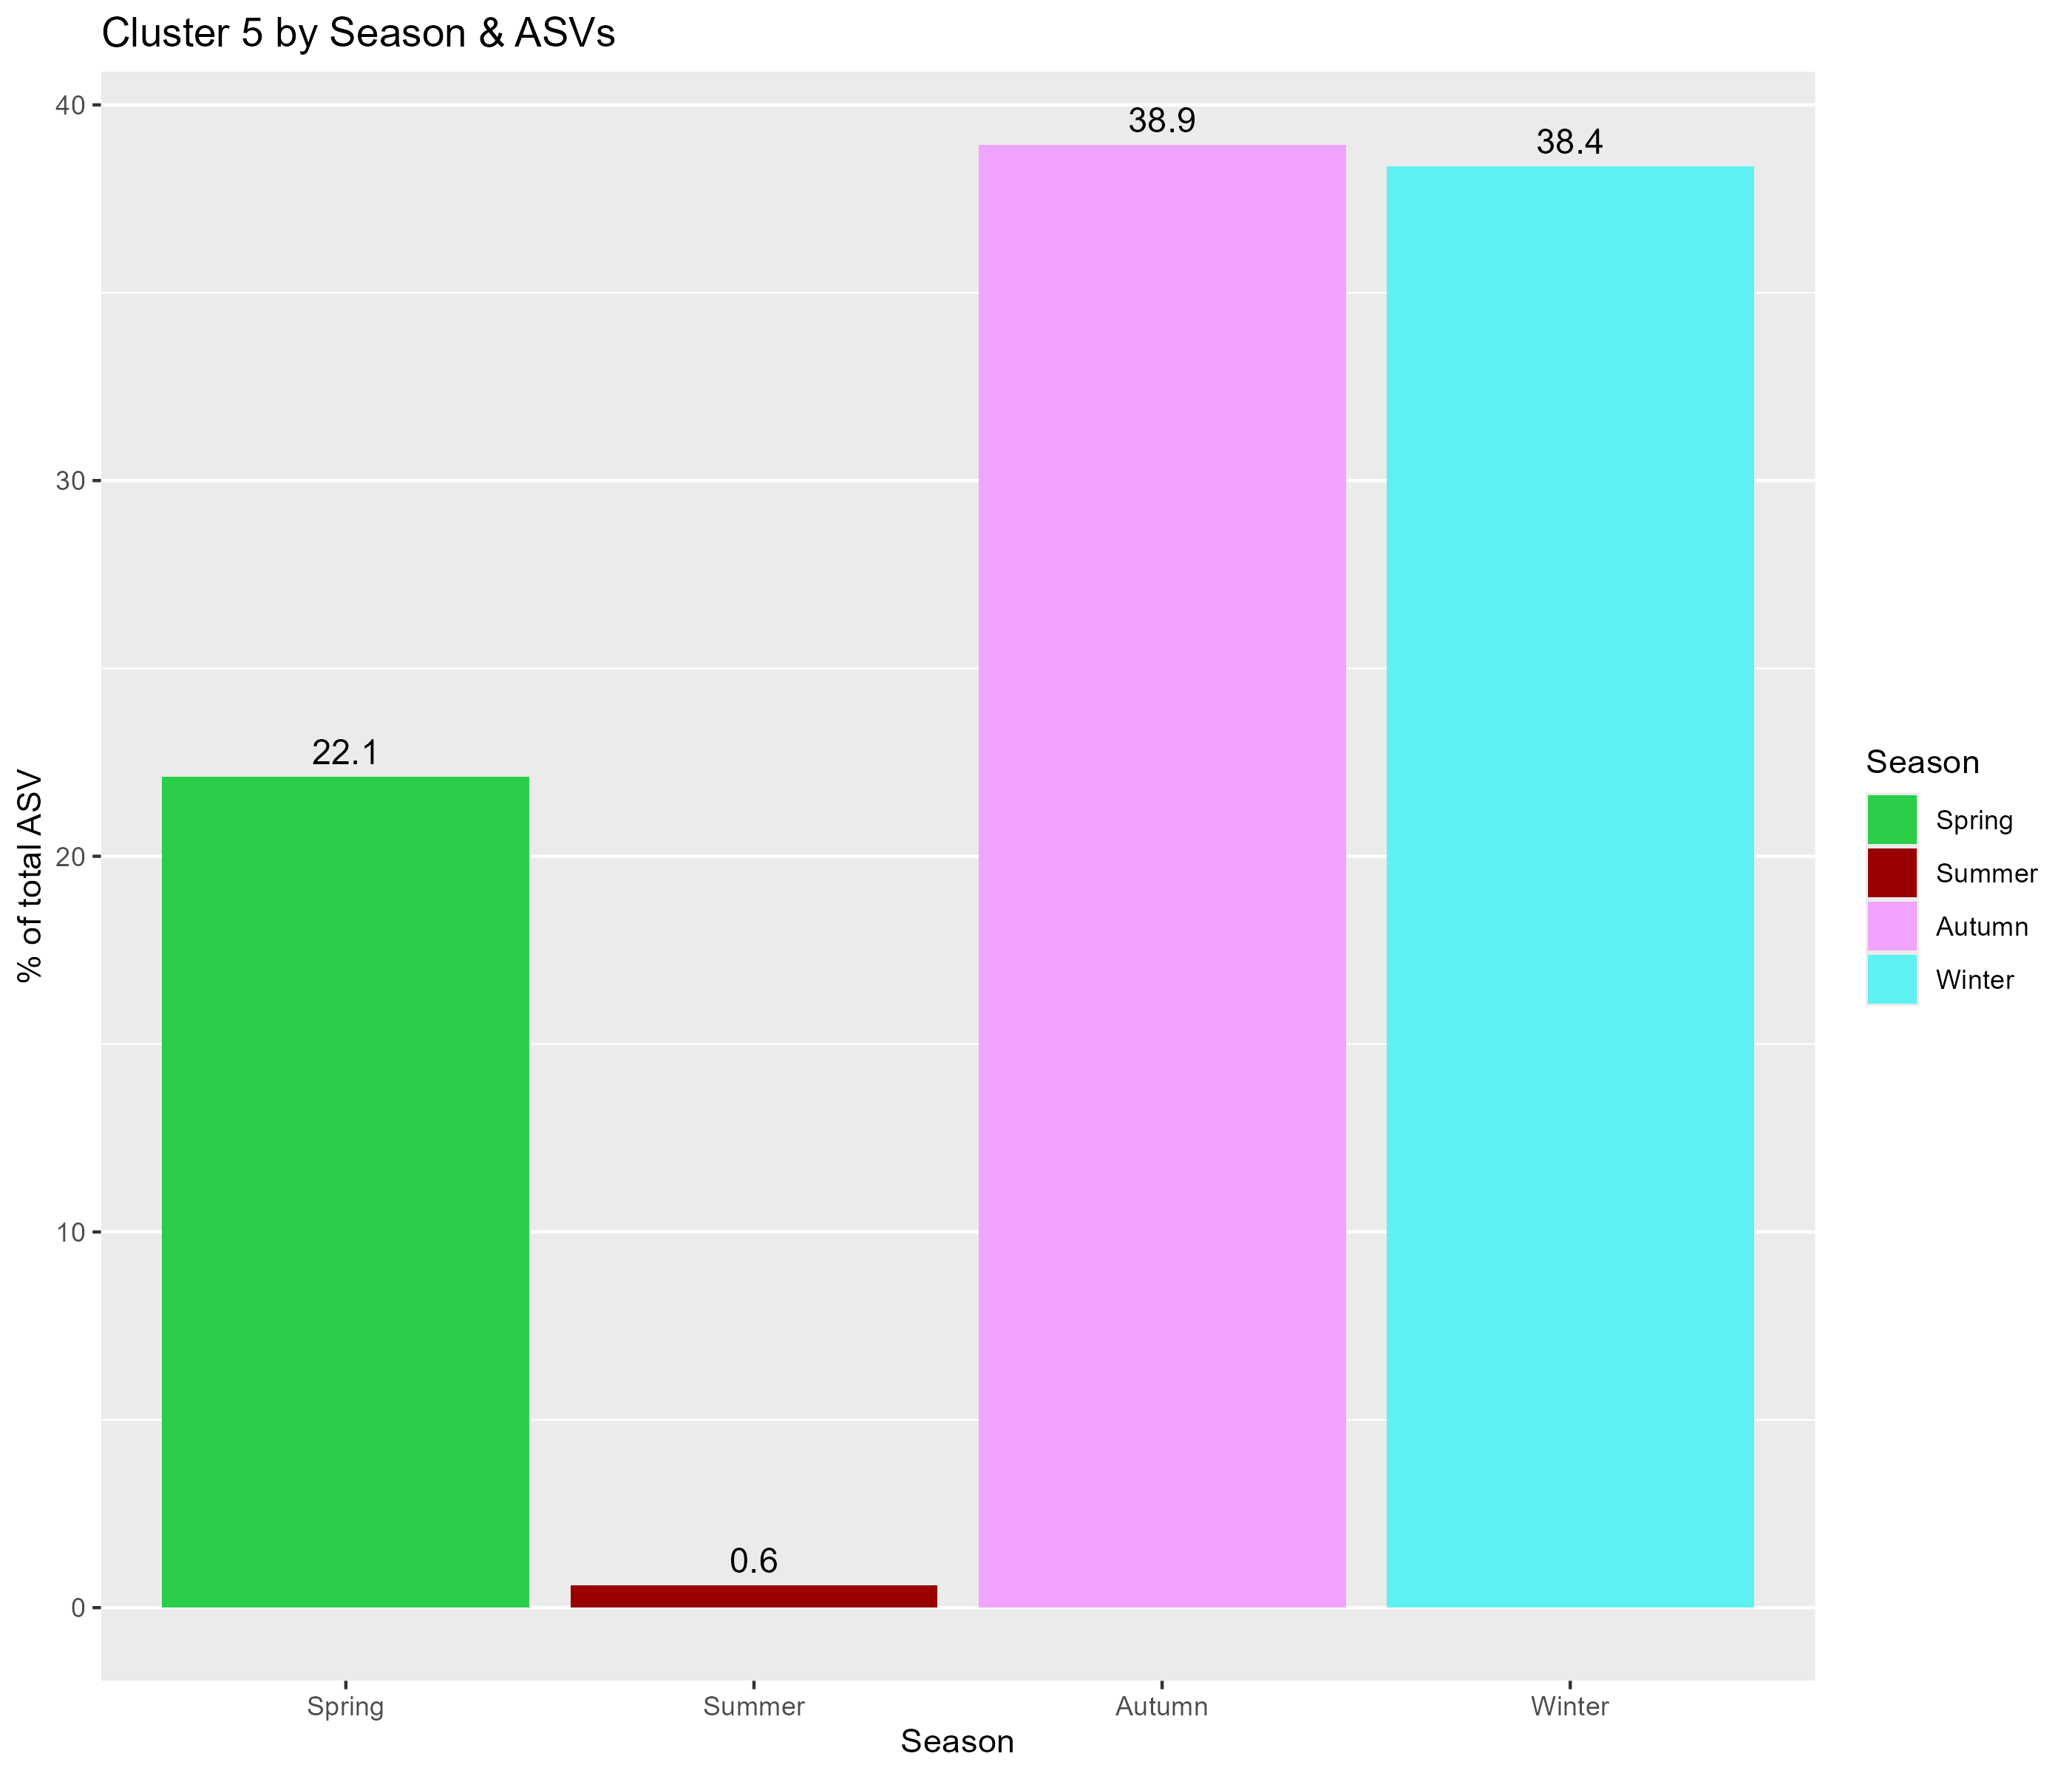 Cluster 5 by Season & ASVs
% of total ASV
40
30
20
10
0
22.1
0.6
38.9
38.4
Spring
Summer
Autumn
Winter
Season
Season
Spring
Summer
Autumn
Winter